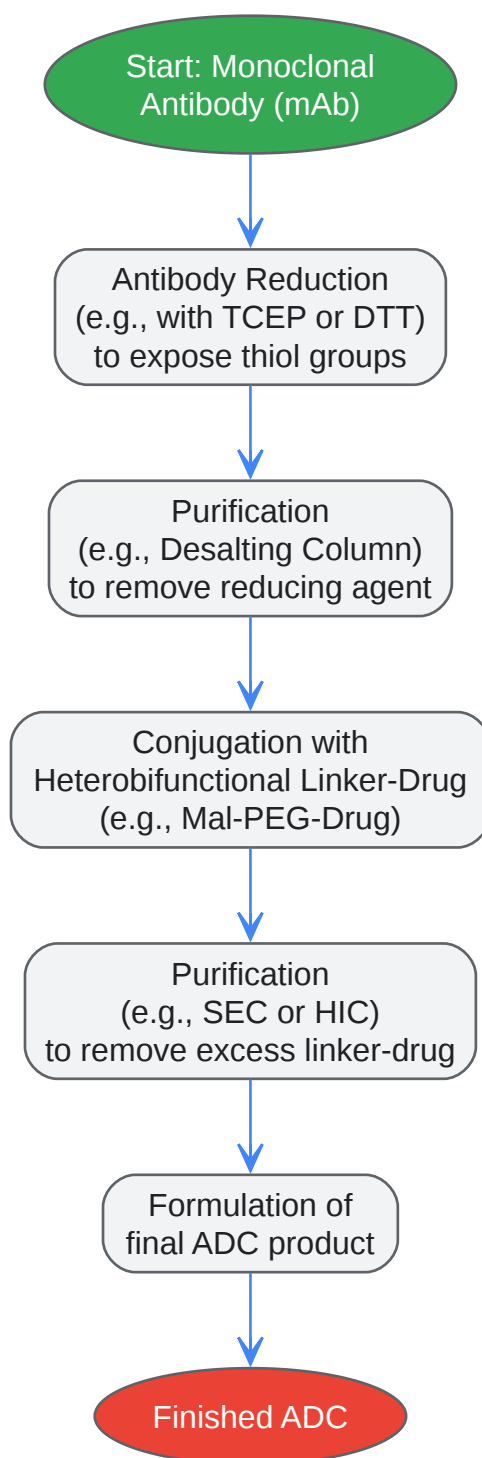 Start: Monoclonal
Antibody (mAb)
Antibody Reduction
(e.g., with TCEP or DTT)
to expose thiol groups
Purification
(e.g., Desalting Column)
to remove reducing agent
Conjugation with
Heterobifunctional Linker-Drug
(e.g., Mal-PEG-Drug)
Purification
(e.g., SEC or HIC)
to remove excess linker-drug
Formulation of
final ADC product
Finished ADC